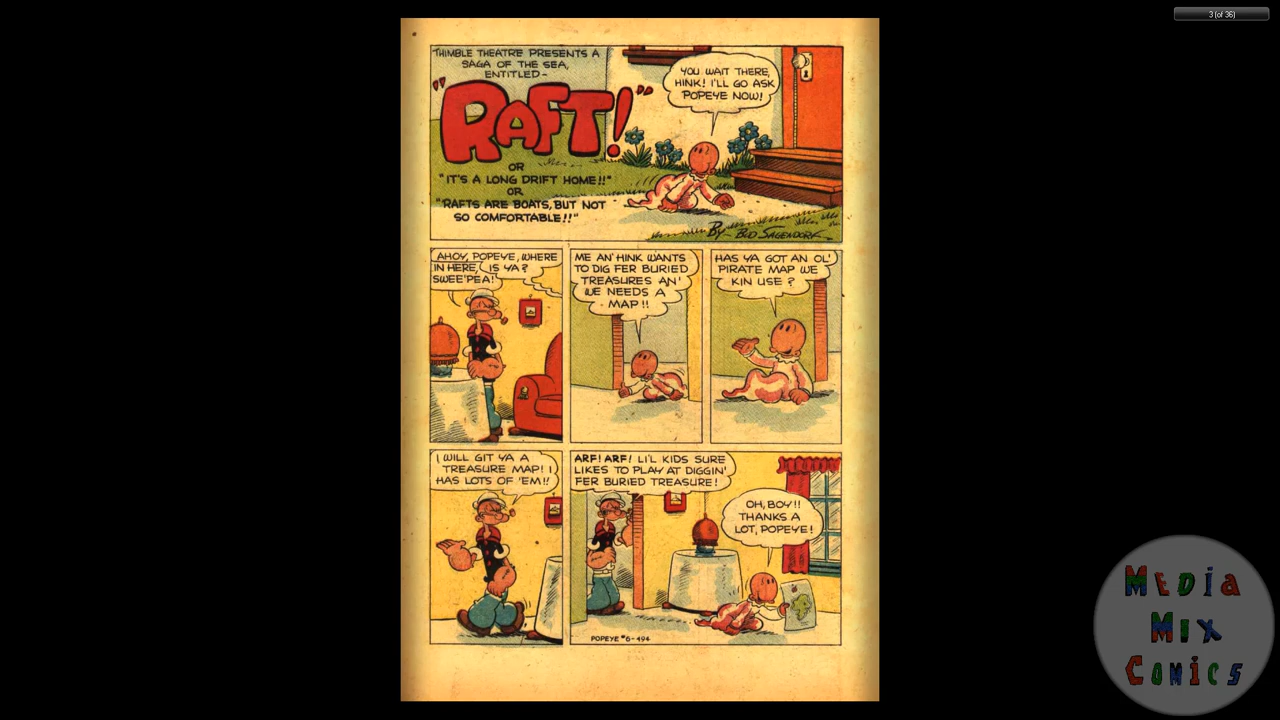 3 (of 36)
THIMBLE THEATRE PRESENTS A
SAGA OF THE SEA,
ENTITLED-
"RAFT!"
OR
"IT'S A LONG DRIFT HOME!!"
OR
"RAFTS ARE BOATS, BUT NOT
SO COMFORTABLE!!"
YOU WAIT THERE,
HINK! I'LL GO ASK
POPEYE NOW!
By BUD SAGENDORF
AHOY, POPEYE, WHERE
IN HERE, IS YA?
SWEE'PEA!
ME AN' HINK WANTS
TO DIG FER BURIED
TREASURES AN'
WE NEEDS A
MAP!!
HAS YA GOT AN OL'
PIRATE MAP WE
KIN USE?
I WILL GIT YA A
TREASURE MAP! I
HAS LOTS OF 'EM!!
ARF! ARF! LI'L KIDS SURE
LIKES TO PLAY AT DIGGIN'
FER BURIED TREASURE!
OH, BOY!!
THANKS A
LOT, POPEYE!
POPEYE #6-494
MEDIA
MIX
COMICS